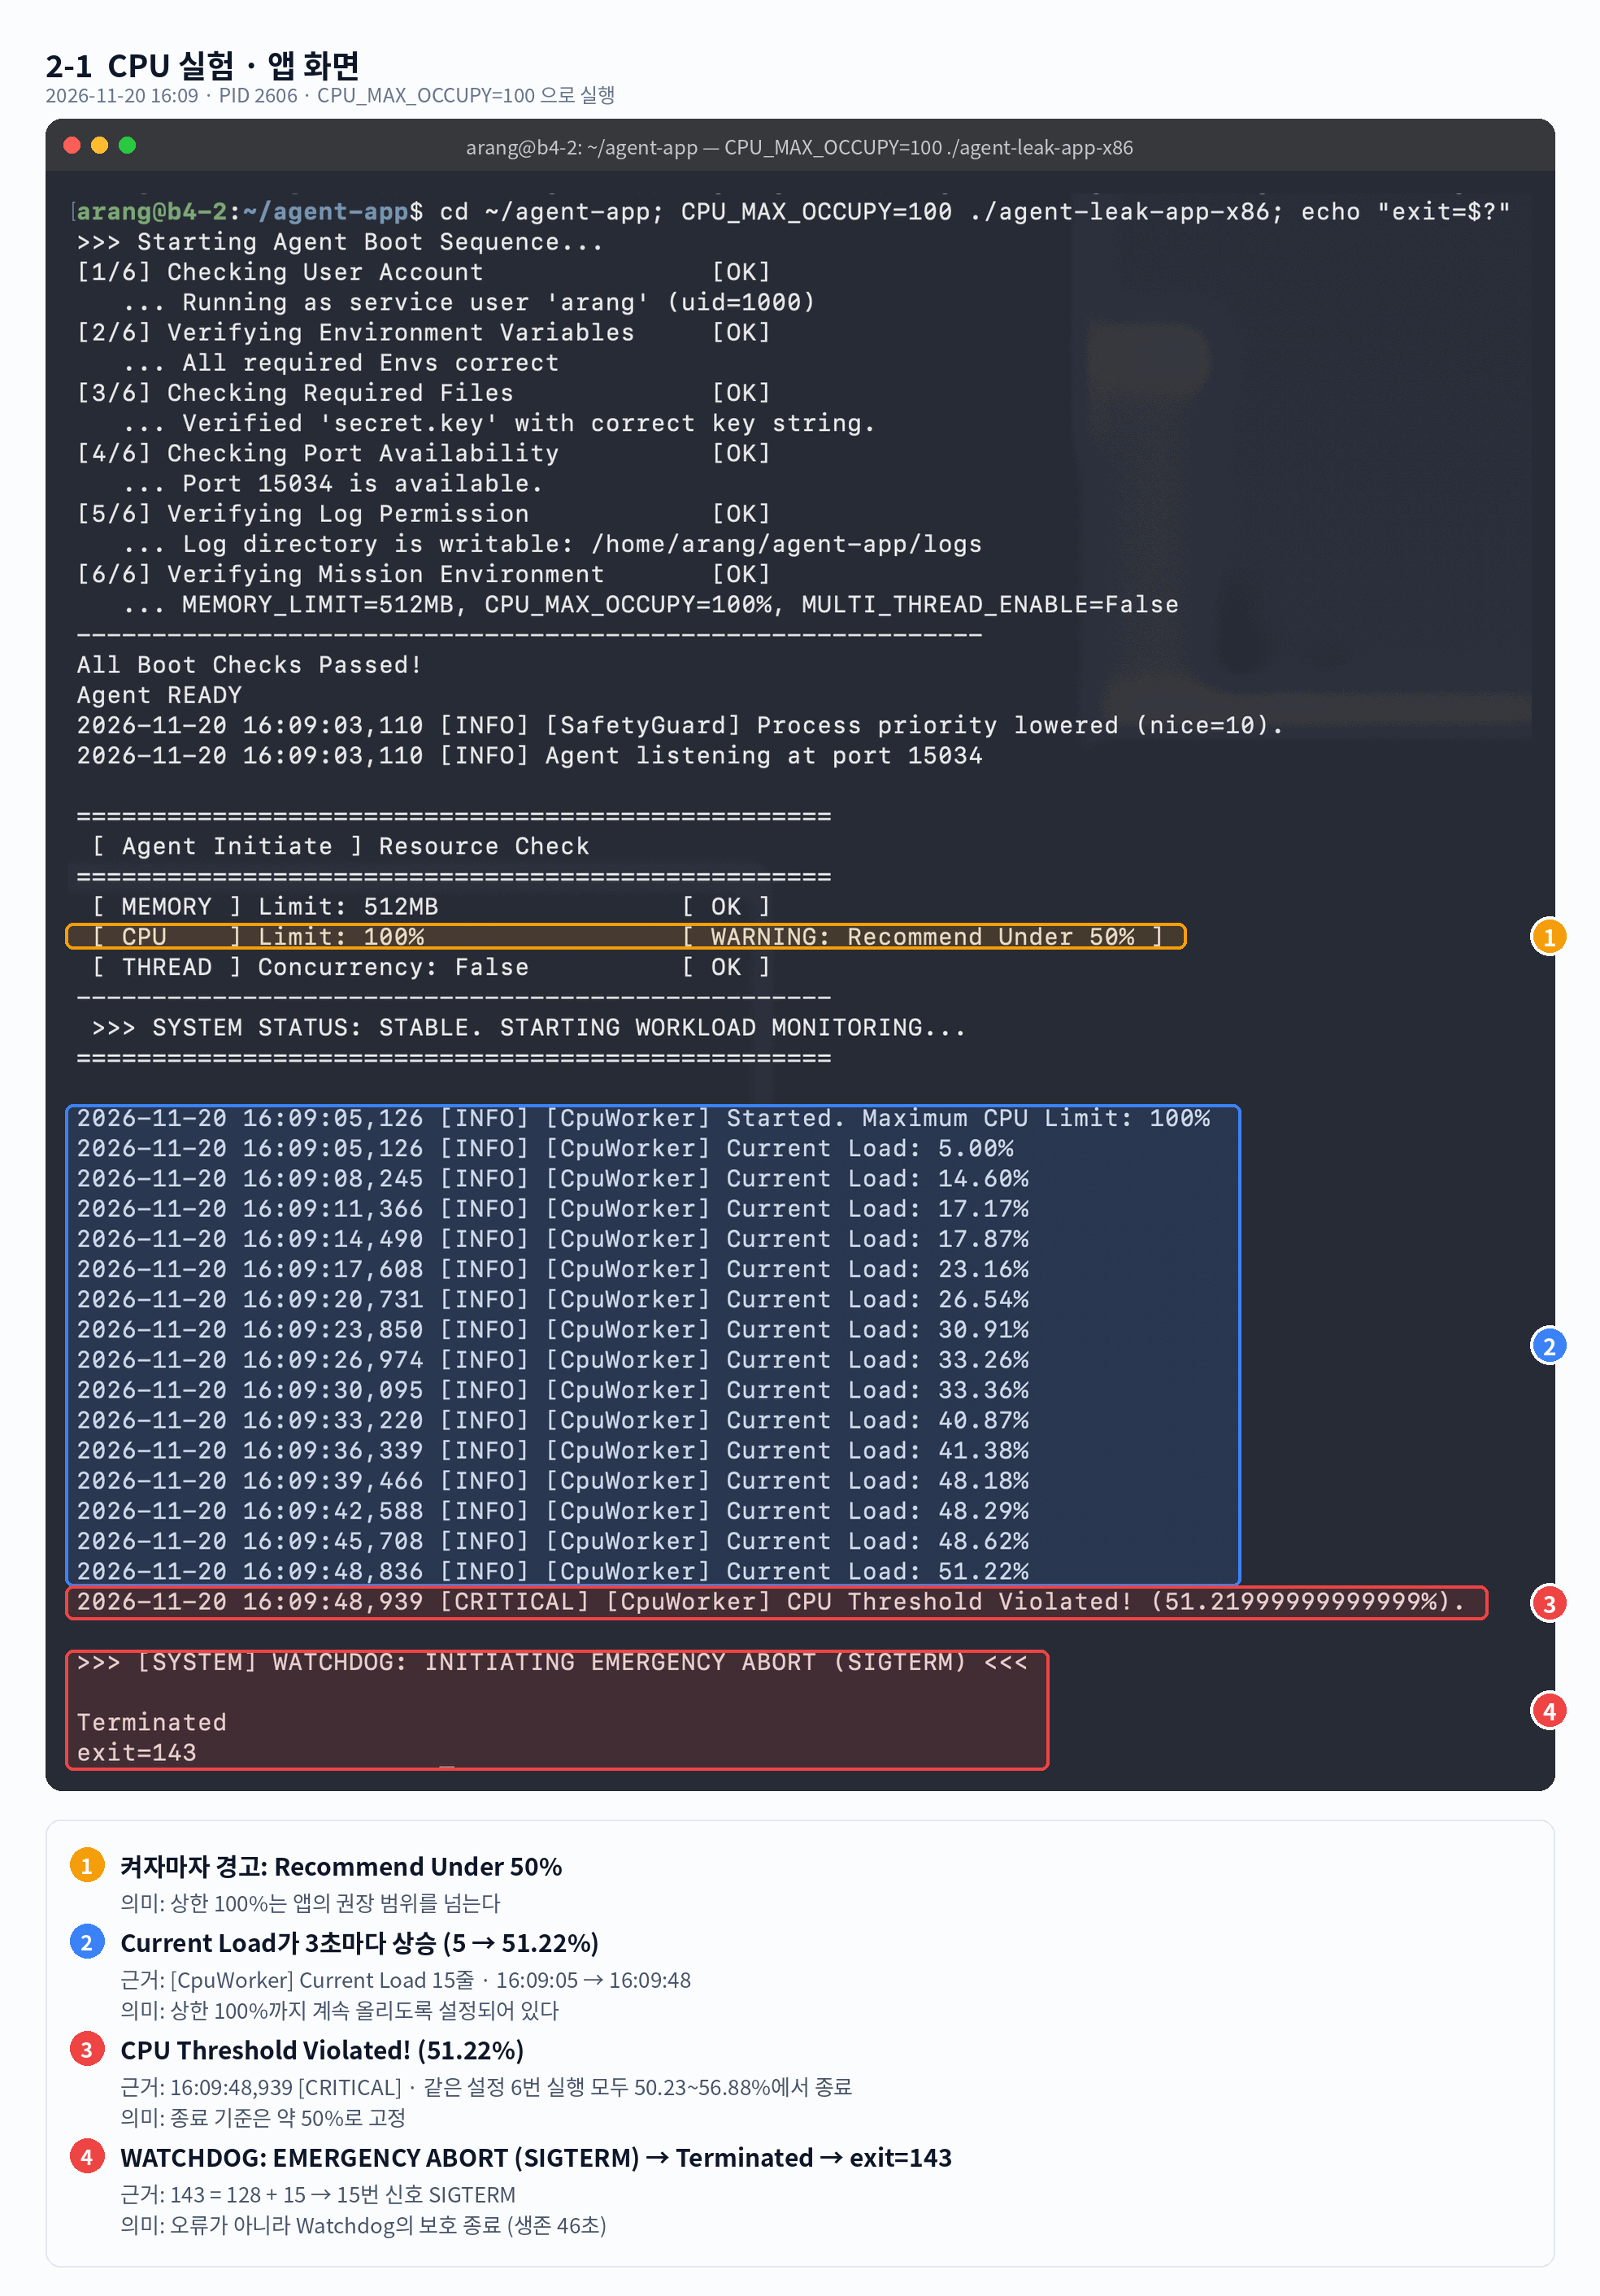 2-1 CPU 실험 · 앱 화면
2026-11-20 16:09 · PID 2606 · CPU_MAX_OCCUPY=100 으로 실행
arang@b4-2: ~/agent-app — CPU_MAX_OCCUPY=100 ./agent-leak-app-x86
[arang@b4-2:~/agent-app$ cd ~/agent-app; CPU_MAX_OCCUPY=100 ./agent-leak-app-x86; echo "exit=$?"
>>> Starting Agent Boot Sequence...
[1/6] Checking User Account [OK]
... Running as service user 'arang' (uid=1000)
[2/6] Verifying Environment Variables [OK]
... All required Envs correct
[3/6] Checking Required Files [OK]
... Verified 'secret.key' with correct key string.
[4/6] Checking Port Availability [OK]
... Port 15034 is available.
[5/6] Verifying Log Permission [OK]
... Log directory is writable: /home/arang/agent-app/logs
[6/6] Verifying Mission Environment [OK]
... MEMORY_LIMIT=512MB, CPU_MAX_OCCUPY=100%, MULTI_THREAD_ENABLE=False
------------------------------------------------------------
All Boot Checks Passed!
Agent READY
2026-11-20 16:09:03,110 [INFO] [SafetyGuard] Process priority lowered (nice=10).
2026-11-20 16:09:03,110 [INFO] Agent listening at port 15034
==================================================
[ Agent Initiate ] Resource Check
==================================================
[ MEMORY ] Limit: 512MB [ OK ]
[ CPU ] Limit: 100% [ WARNING: Recommend Under 50% ]
1
[ THREAD ] Concurrency: False [ OK ]
--------------------------------------------------
>>> SYSTEM STATUS: STABLE. STARTING WORKLOAD MONITORING...
==================================================
2026-11-20 16:09:05,126 [INFO] [CpuWorker] Started. Maximum CPU Limit: 100%
2026-11-20 16:09:05,126 [INFO] [CpuWorker] Current Load: 5.00%
2026-11-20 16:09:08,245 [INFO] [CpuWorker] Current Load: 14.60%
2026-11-20 16:09:11,366 [INFO] [CpuWorker] Current Load: 17.17%
2026-11-20 16:09:14,490 [INFO] [CpuWorker] Current Load: 17.87%
2026-11-20 16:09:17,608 [INFO] [CpuWorker] Current Load: 23.16%
2026-11-20 16:09:20,731 [INFO] [CpuWorker] Current Load: 26.54%
2026-11-20 16:09:23,850 [INFO] [CpuWorker] Current Load: 30.91%
2026-11-20 16:09:26,974 [INFO] [CpuWorker] Current Load: 33.26%
2026-11-20 16:09:30,095 [INFO] [CpuWorker] Current Load: 33.36%
2026-11-20 16:09:33,220 [INFO] [CpuWorker] Current Load: 40.87%
2026-11-20 16:09:36,339 [INFO] [CpuWorker] Current Load: 41.38%
2026-11-20 16:09:39,466 [INFO] [CpuWorker] Current Load: 48.18%
2026-11-20 16:09:42,588 [INFO] [CpuWorker] Current Load: 48.29%
2026-11-20 16:09:45,708 [INFO] [CpuWorker] Current Load: 48.62%
2026-11-20 16:09:48,836 [INFO] [CpuWorker] Current Load: 51.22%
2
2026-11-20 16:09:48,939 [CRITICAL] [CpuWorker] CPU Threshold Violated! (51.21999999999999%).
3
>>> [SYSTEM] WATCHDOG: INITIATING EMERGENCY ABORT (SIGTERM) <<<
Terminated
exit=143
4
1 켜자마자 경고: Recommend Under 50%
의미: 상한 100%는 앱의 권장 범위를 넘는다
2 Current Load가 3초마다 상승 (5 → 51.22%)
근거: [CpuWorker] Current Load 15줄 · 16:09:05 → 16:09:48
의미: 상한 100%까지 계속 올리도록 설정되어 있다
3 CPU Threshold Violated! (51.22%)
근거: 16:09:48,939 [CRITICAL] · 같은 설정 6번 실행 모두 50.23~56.88%에서 종료
의미: 종료 기준은 약 50%로 고정
4 WATCHDOG: EMERGENCY ABORT (SIGTERM) → Terminated → exit=143
근거: 143 = 128 + 15 → 15번 신호 SIGTERM
의미: 오류가 아니라 Watchdog의 보호 종료 (생존 46초)